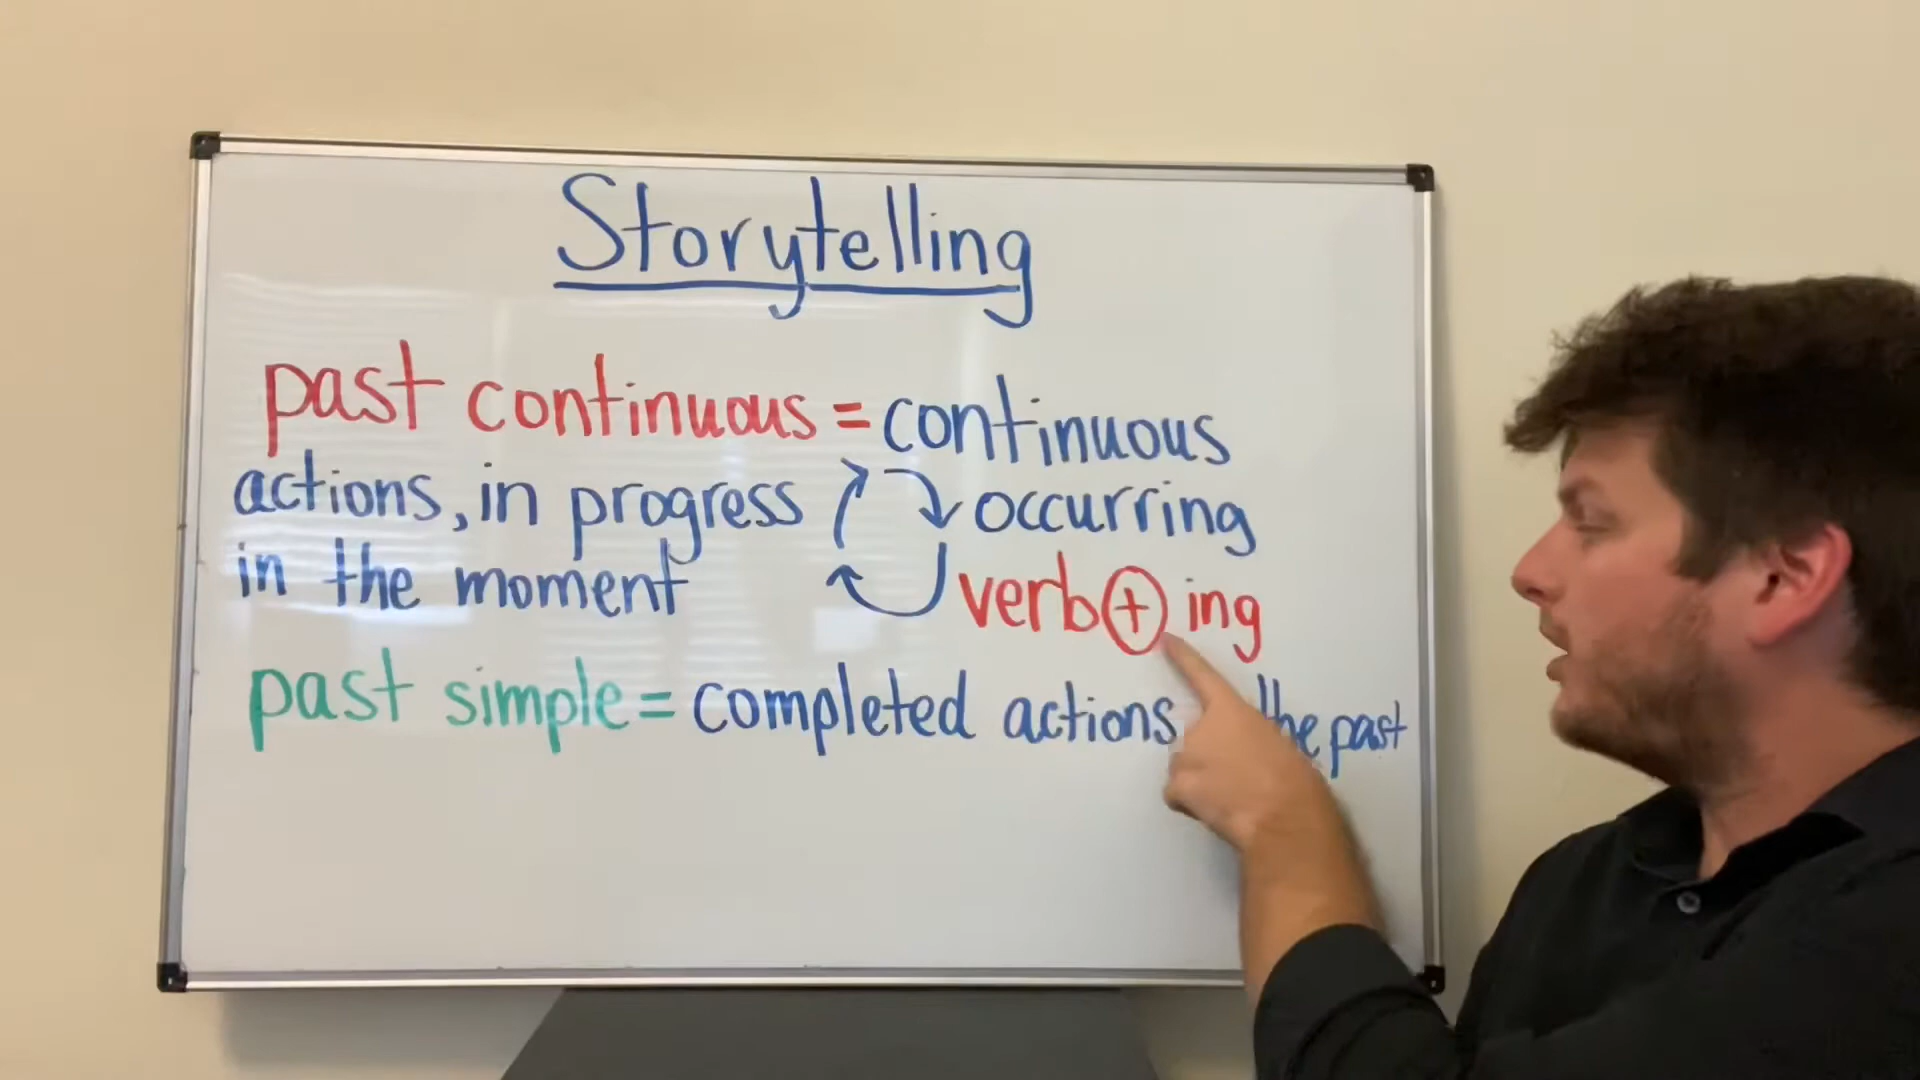 Storytelling
past continuous = continuous
actions, in progress occurring
in the moment verb + ing
past simple = completed actions the past